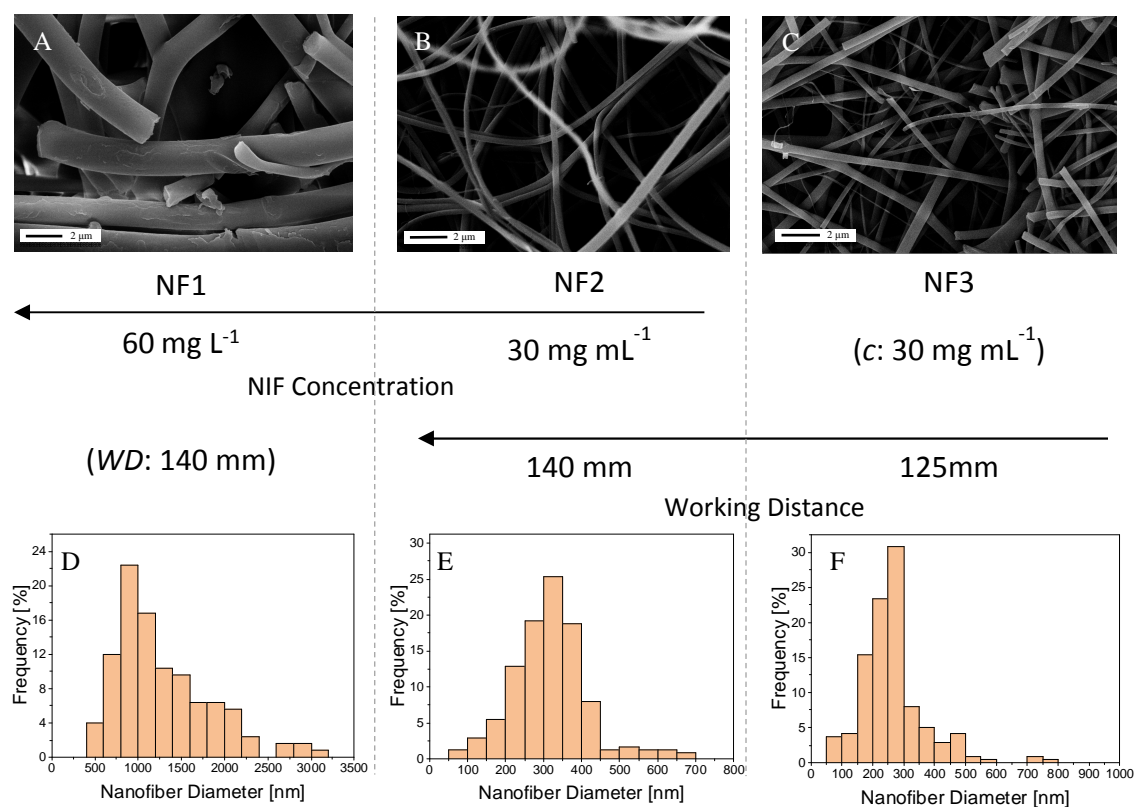 A
B
C
2 μm
2 μm
2 μm
NF1
NF2
NF3
60 mg L⁻¹
30 mg mL⁻¹
(c: 30 mg mL⁻¹)
NIF Concentration
(WD: 140 mm)
140 mm
125mm
Working Distance
D
Frequency [%]
0
4
8
12
16
20
24
0 500 1000 1500 2000 2500 3000 3500
Nanofiber Diameter [nm]
E
Frequency [%]
0
5
10
15
20
25
30
0 100 200 300 400 500 600 700 800
Nanofiber Diameter [nm]
F
Frequency [%]
0
5
10
15
20
25
30
0 100 200 300 400 500 600 700 800 900 1000
Nanofiber Diameter [nm]